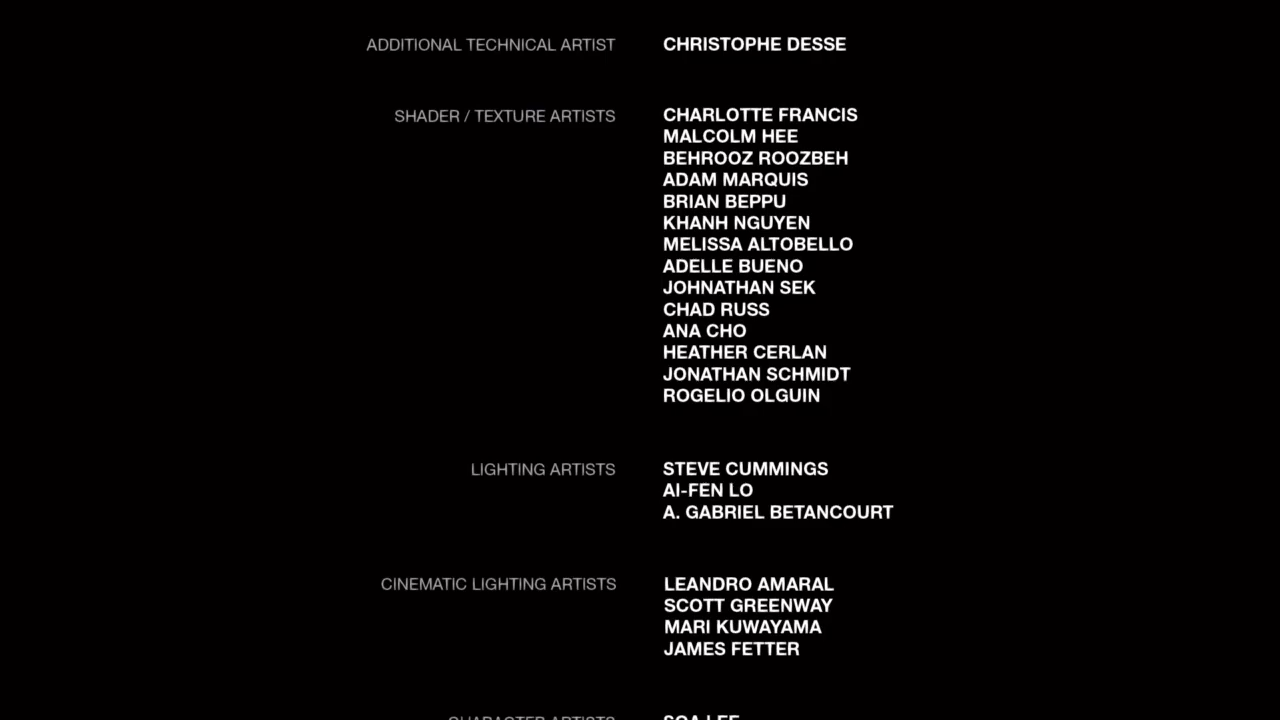 ADDITIONAL TECHNICAL ARTIST CHRISTOPHE DESSE
SHADER / TEXTURE ARTISTS CHARLOTTE FRANCIS
MALCOLM HEE
BEHROOZ ROOZBEH
ADAM MARQUIS
BRIAN BEPPU
KHANH NGUYEN
MELISSA ALTOBELLO
ADELLE BUENO
JOHNATHAN SEK
CHAD RUSS
ANA CHO
HEATHER CERLAN
JONATHAN SCHMIDT
ROGELIO OLGUIN
LIGHTING ARTISTS STEVE CUMMINGS
AI-FEN LO
A. GABRIEL BETANCOURT
CINEMATIC LIGHTING ARTISTS LEANDRO AMARAL
SCOTT GREENWAY
MARI KUWAYAMA
JAMES FETTER
CHARACTER ARTISTS